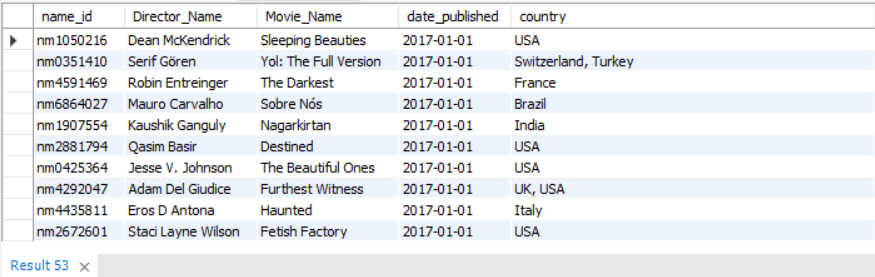 name_id Director_Name Movie_Name date_published country
nm1050216 Dean McKendrick Sleeping Beauties 2017-01-01 USA
nm0351410 Serif Gören Yol: The Full Version 2017-01-01 Switzerland, Turkey
nm4591469 Robin Entreinger The Darkest 2017-01-01 France
nm6864027 Mauro Carvalho Sobre Nós 2017-01-01 Brazil
nm1907554 Kaushik Ganguly Nagarkirtan 2017-01-01 India
nm2881794 Qasim Basir Destined 2017-01-01 USA
nm0425364 Jesse V. Johnson The Beautiful Ones 2017-01-01 USA
nm4292047 Adam Del Giudice Furthest Witness 2017-01-01 UK, USA
nm4435811 Eros D Antona Haunted 2017-01-01 Italy
nm2672601 Staci Layne Wilson Fetish Factory 2017-01-01 USA
Result 53